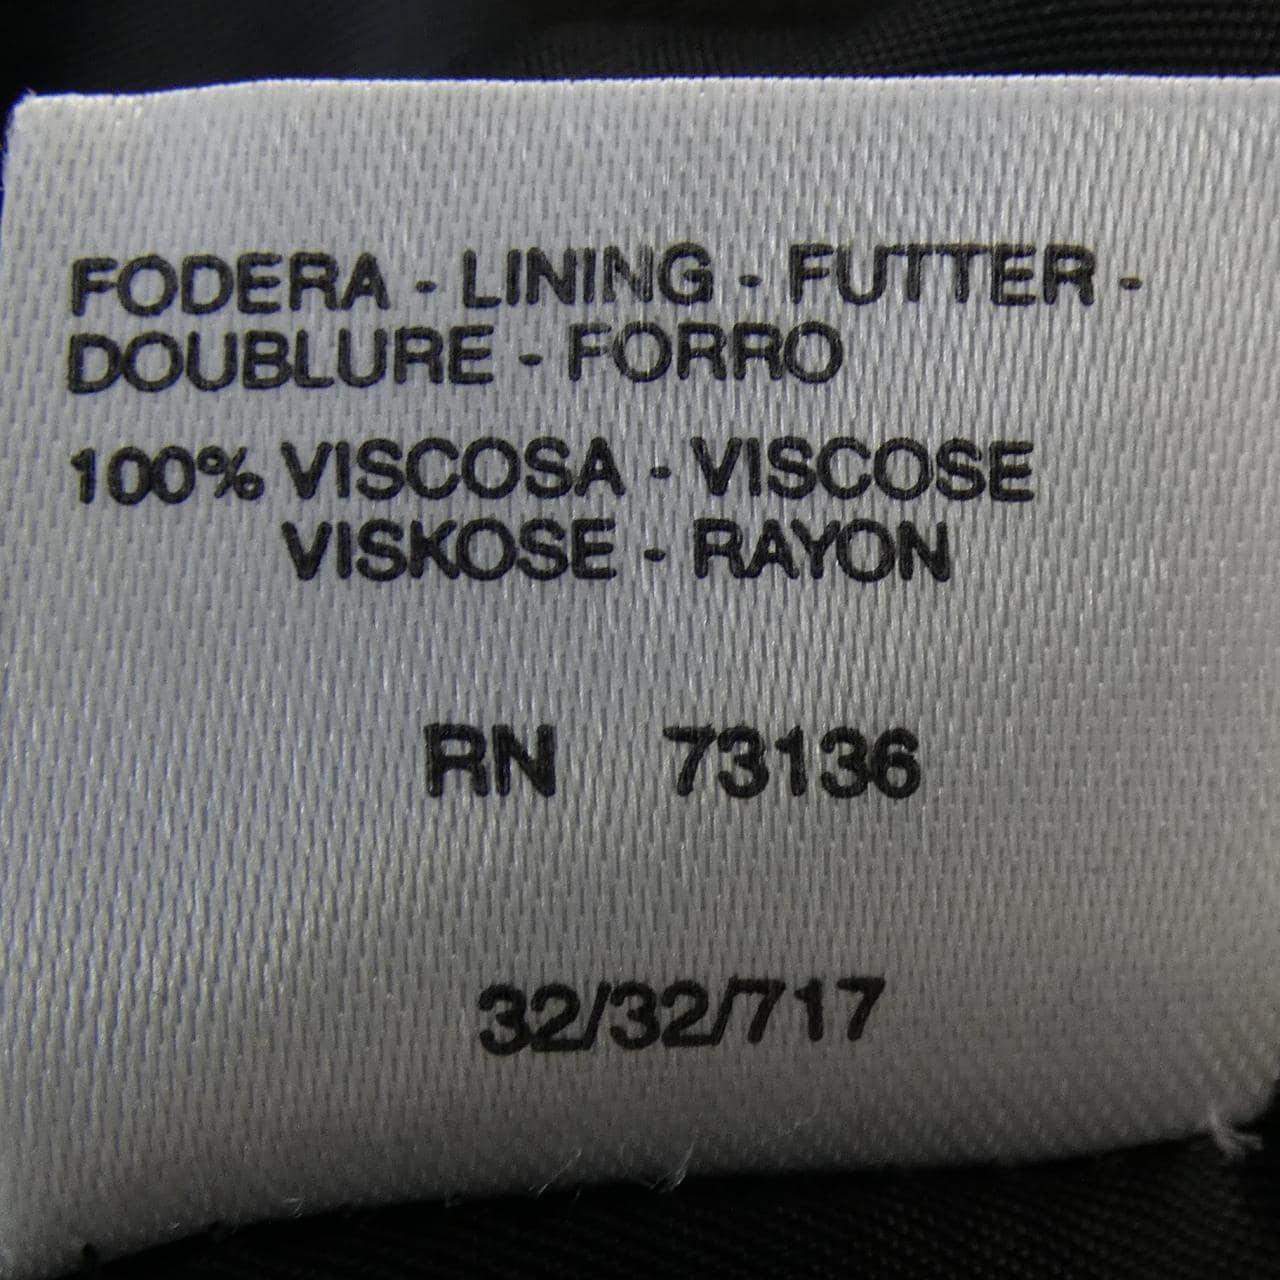 FODERA - LINING - FUTTER -
DOUBLURE - FORRO
100% VISCOSA - VISCOSE
VISKOSE - RAYON
RN 73136
32/32/717